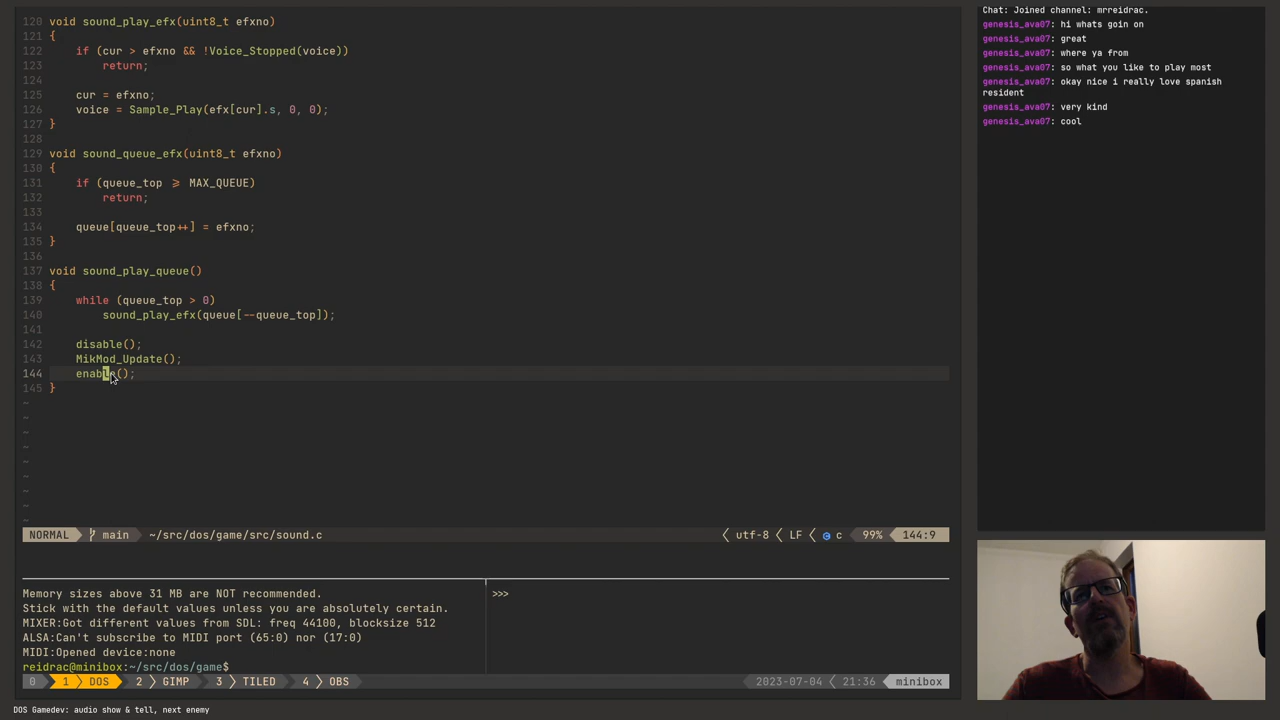 120 void sound_play_efx(uint8_t efxno)
121 {
122     if (cur > efxno && !Voice_Stopped(voice))
123         return;
124
125     cur = efxno;
126     voice = Sample_Play(efx[cur].s, 0, 0);
127 }
128
129 void sound_queue_efx(uint8_t efxno)
130 {
131     if (queue_top ⩾ MAX_QUEUE)
132         return;
133
134     queue[queue_top++] = efxno;
135 }
136
137 void sound_play_queue()
138 {
139     while (queue_top > 0)
140         sound_play_efx(queue[--queue_top]);
141
142     disable();
143     MikMod_Update();
144     enable();
145 }
~
~
~
~
~
~
~
~
~
NORMAL main ~/src/dos/game/src/sound.c utf-8 LF c 99% 144:9
Memory sizes above 31 MB are NOT recommended.
Stick with the default values unless you are absolutely certain.
MIXER:Got different values from SDL: freq 44100, blocksize 512
ALSA:Can't subscribe to MIDI port (65:0) nor (17:0)
MIDI:Opened device:none
reidrac@minibox:~/src/dos/game$
>>>
0 1 DOS 2 GIMP 3 TILED 4 OBS 2023-07-04 21:36 minibox
DOS Gamedev: audio show & tell, next enemy
Chat: Joined channel: mrreidrac.
genesis_ava07: hi whats goin on
genesis_ava07: great
genesis_ava07: where ya from
genesis_ava07: so what you like to play most
genesis_ava07: okay nice i really love spanish
resident
genesis_ava07: very kind
genesis_ava07: cool